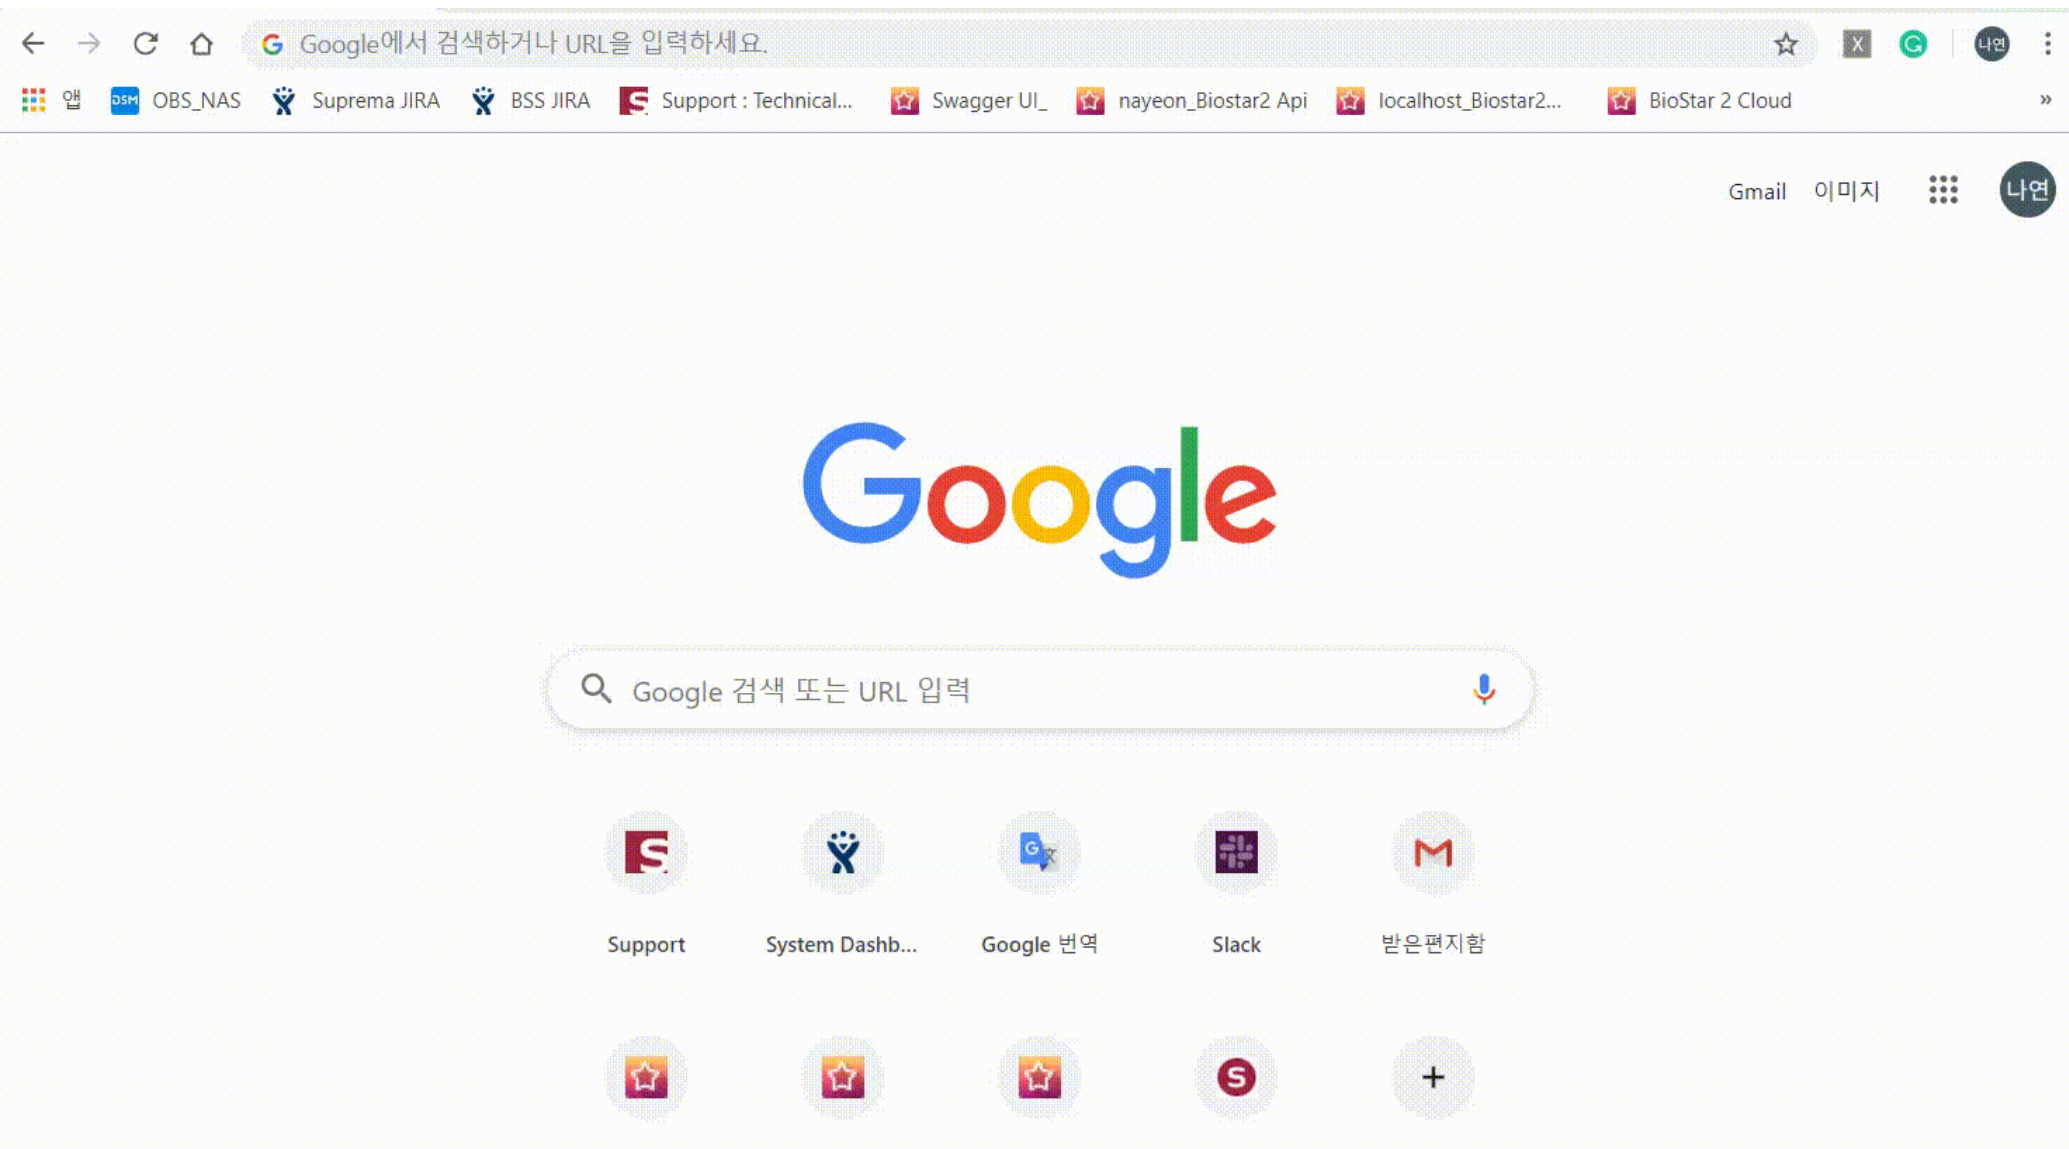 Google에서 검색하거나 URL을 입력하세요.
X
나연
앱 OBS_NAS Suprema JIRA BSS JIRA Support : Technical... Swagger UI_ nayeon_Biostar2 Api localhost_Biostar2... BioStar 2 Cloud »
Gmail 이미지 나연
Google
Google 검색 또는 URL 입력
Support System Dashb... Google 번역 Slack 받은편지함